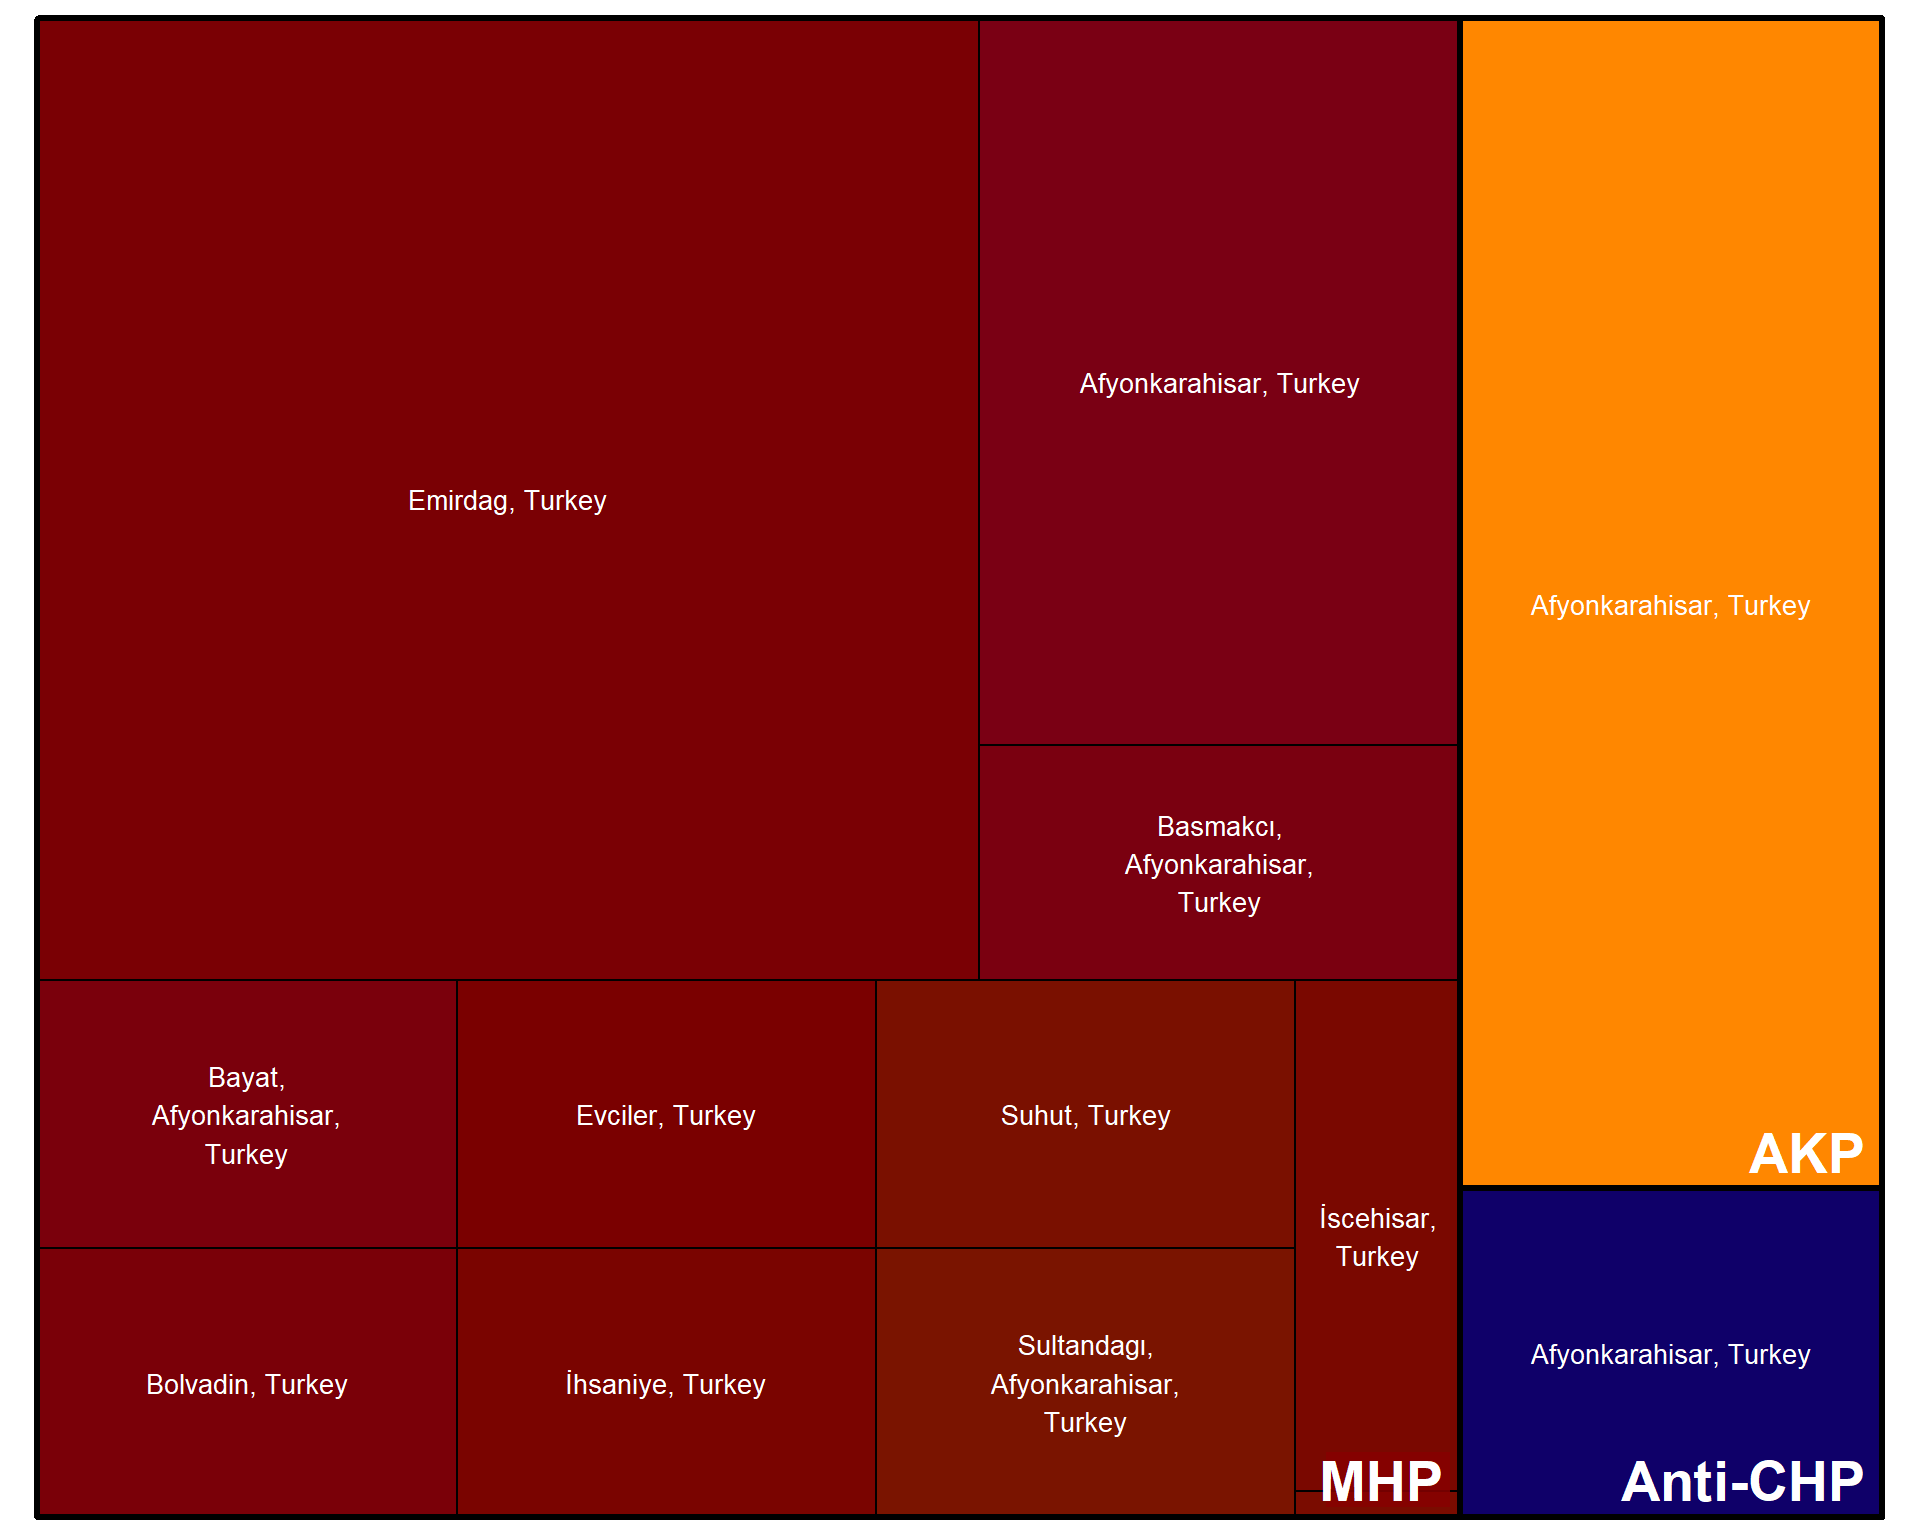 Emirdag, Turkey
Afyonkarahisar, Turkey
Basmakcı,
Afyonkarahisar,
Turkey
Bayat,
Afyonkarahisar,
Turkey
Evciler, Turkey
Suhut, Turkey
İscehisar,
Turkey
Bolvadin, Turkey
İhsaniye, Turkey
Sultandagı,
Afyonkarahisar,
Turkey
MHP
Afyonkarahisar, Turkey
AKP
Afyonkarahisar, Turkey
Anti-CHP